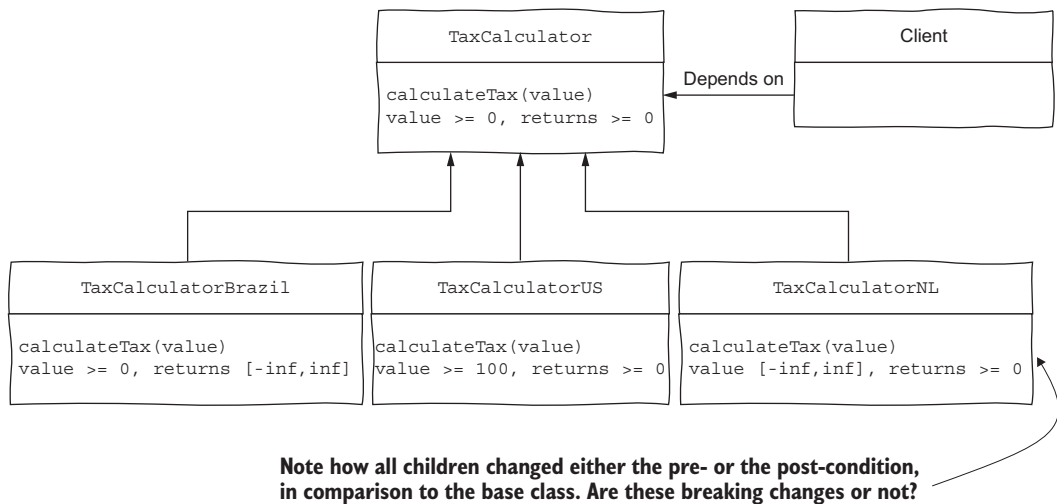 TaxCalculator
calculateTax(value)
value >= 0, returns >= 0
Client
Depends on
TaxCalculatorBrazil
calculateTax(value)
value >= 0, returns [-inf,inf]
TaxCalculatorUS
calculateTax(value)
value >= 100, returns >= 0
TaxCalculatorNL
calculateTax(value)
value [-inf,inf], returns >= 0
Note how all children changed either the pre- or the post-condition,
in comparison to the base class. Are these breaking changes or not?